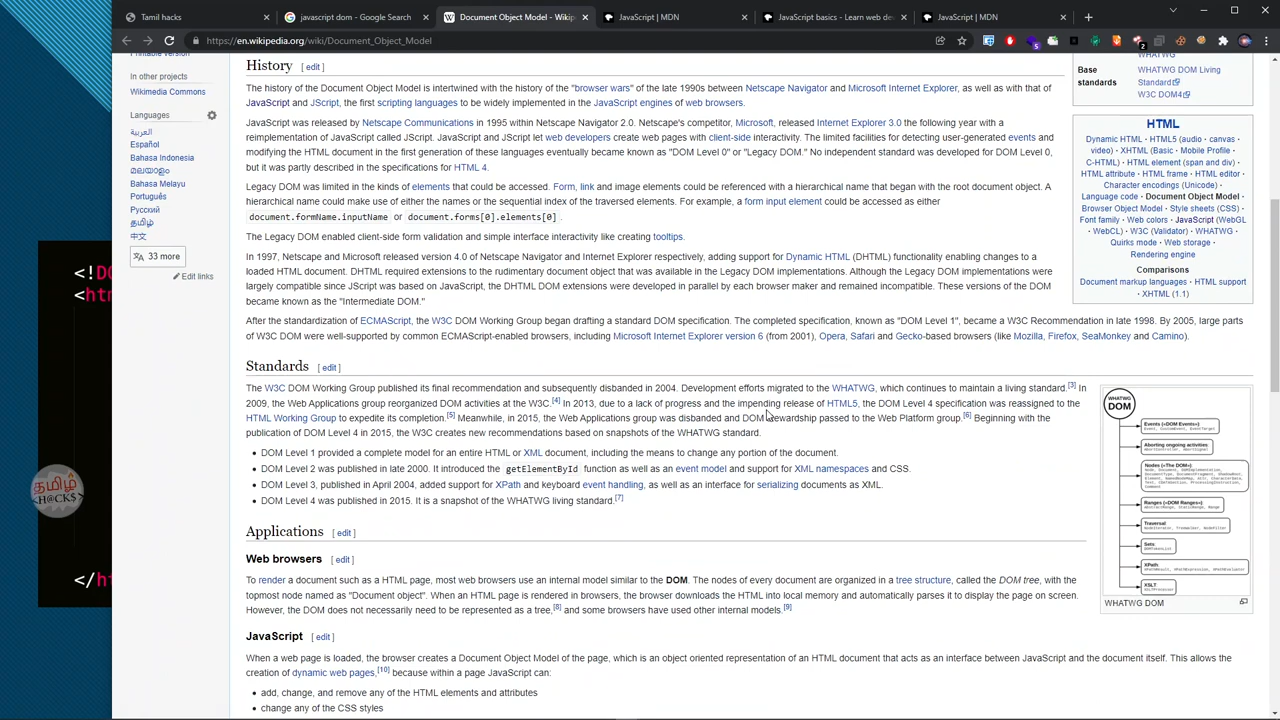 Tamil hacks
javascript dom - Google Search
Document Object Model - Wikip
JavaScript | MDN
JavaScript basics - Learn web de
JavaScript | MDN
https://en.wikipedia.org/wiki/Document_Object_Model
Printable version
In other projects
Wikimedia Commons
Languages
العربية
Español
Bahasa Indonesia
മലയാളം
Bahasa Melayu
Português
Русский
தமிழ்
中文
33 more
Edit links
<!DO
<htm
</ht
தமிழ்
HACKS
History [ edit ]
The history of the Document Object Model is intertwined with the history of the "browser wars" of the late 1990s between Netscape Navigator and Microsoft Internet Explorer, as well as with that of
JavaScript and JScript, the first scripting languages to be widely implemented in the JavaScript engines of web browsers.
JavaScript was released by Netscape Communications in 1995 within Netscape Navigator 2.0. Netscape's competitor, Microsoft, released Internet Explorer 3.0 the following year with a
reimplementation of JavaScript called JScript. JavaScript and JScript let web developers create web pages with client-side interactivity. The limited facilities for detecting user-generated events and
modifying the HTML document in the first generation of these languages eventually became known as "DOM Level 0" or "Legacy DOM." No independent standard was developed for DOM Level 0,
but it was partly described in the specifications for HTML 4.
Legacy DOM was limited in the kinds of elements that could be accessed. Form, link and image elements could be referenced with a hierarchical name that began with the root document object. A
hierarchical name could make use of either the names or the sequential index of the traversed elements. For example, a form input element could be accessed as either
document.formName.inputName or document.forms[0].elements[0] .
The Legacy DOM enabled client-side form validation and simple interface interactivity like creating tooltips.
In 1997, Netscape and Microsoft released version 4.0 of Netscape Navigator and Internet Explorer respectively, adding support for Dynamic HTML (DHTML) functionality enabling changes to a
loaded HTML document. DHTML required extensions to the rudimentary document object that was available in the Legacy DOM implementations. Although the Legacy DOM implementations were
largely compatible since JScript was based on JavaScript, the DHTML DOM extensions were developed in parallel by each browser maker and remained incompatible. These versions of the DOM
became known as the "Intermediate DOM."
After the standardization of ECMAScript, the W3C DOM Working Group began drafting a standard DOM specification. The completed specification, known as "DOM Level 1", became a W3C Recommendation in late 1998. By 2005, large parts
of W3C DOM were well-supported by common ECMAScript-enabled browsers, including Microsoft Internet Explorer version 6 (from 2001), Opera, Safari and Gecko-based browsers (like Mozilla, Firefox, SeaMonkey and Camino).
Standards [ edit ]
The W3C DOM Working Group published its final recommendation and subsequently disbanded in 2004. Development efforts migrated to the WHATWG, which continues to maintain a living standard.[3] In
2009, the Web Applications group reorganized DOM activities at the W3C.[4] In 2013, due to a lack of progress and the impending release of HTML5, the DOM Level 4 specification was reassigned to the
HTML Working Group to expedite its completion.[5] Meanwhile, in 2015, the Web Applications group was disbanded and DOM stewardship passed to the Web Platform group.[6] Beginning with the
publication of DOM Level 4 in 2015, the W3C creates new recommendations based on snapshots of the WHATWG standard.
DOM Level 1 provided a complete model for an entire HTML or XML document, including the means to change any portion of the document.
DOM Level 2 was published in late 2000. It introduced the getElementById function as well as an event model and support for XML namespaces and CSS.
DOM Level 3, published in April 2004, added support for XPath and keyboard event handling, as well as an interface for serializing documents as XML.
DOM Level 4 was published in 2015. It is a snapshot of the WHATWG living standard.[7]
Applications [ edit ]
Web browsers [ edit ]
To render a document such as a HTML page, most web browsers use an internal model similar to the DOM. The nodes of every document are organized in a tree structure, called the DOM tree, with the
topmost node named as "Document object". When an HTML page is rendered in browsers, the browser downloads the HTML into local memory and automatically parses it to display the page on screen.
However, the DOM does not necessarily need to be represented as a tree,[8] and some browsers have used other internal models.[9]
JavaScript [ edit ]
When a web page is loaded, the browser creates a Document Object Model of the page, which is an object oriented representation of an HTML document that acts as an interface between JavaScript and the document itself. This allows the
creation of dynamic web pages,[10] because within a page JavaScript can:
add, change, and remove any of the HTML elements and attributes
change any of the CSS styles
WHATWG
Base
standards
WHATWG DOM Living
Standard
W3C DOM4
HTML
Dynamic HTML · HTML5 (audio · canvas ·
video) · XHTML (Basic · Mobile Profile ·
C-HTML) · HTML element (span and div) ·
HTML attribute · HTML frame · HTML editor ·
Character encodings (Unicode) ·
Language code · Document Object Model ·
Browser Object Model · Style sheets (CSS) ·
Font family · Web colors · JavaScript (WebGL
· WebCL) · W3C (Validator) · WHATWG ·
Quirks mode · Web storage ·
Rendering engine
Comparisons
Document markup languages · HTML support
· XHTML (1.1)
WHATWG
DOM
Events (=DOM Events=)
Aborting ongoing activities
Nodes (=The DOM=)
Ranges (=DOM Ranges=)
Traversal
Sets
XPath
XSLT
WHATWG DOM